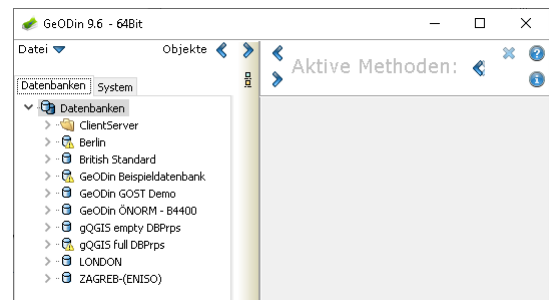 GeODin 9.6 - 64Bit
Datei Objekte
Aktive Methoden:
Datenbanken System
Datenbanken
ClientServer
Berlin
British Standard
GeODin Beispieldatenbank
GeODin GOST Demo
GeODin ÖNORM - B4400
gQGIS empty DBPrps
gQGIS full DBPrps
LONDON
ZAGREB-(ENISO)